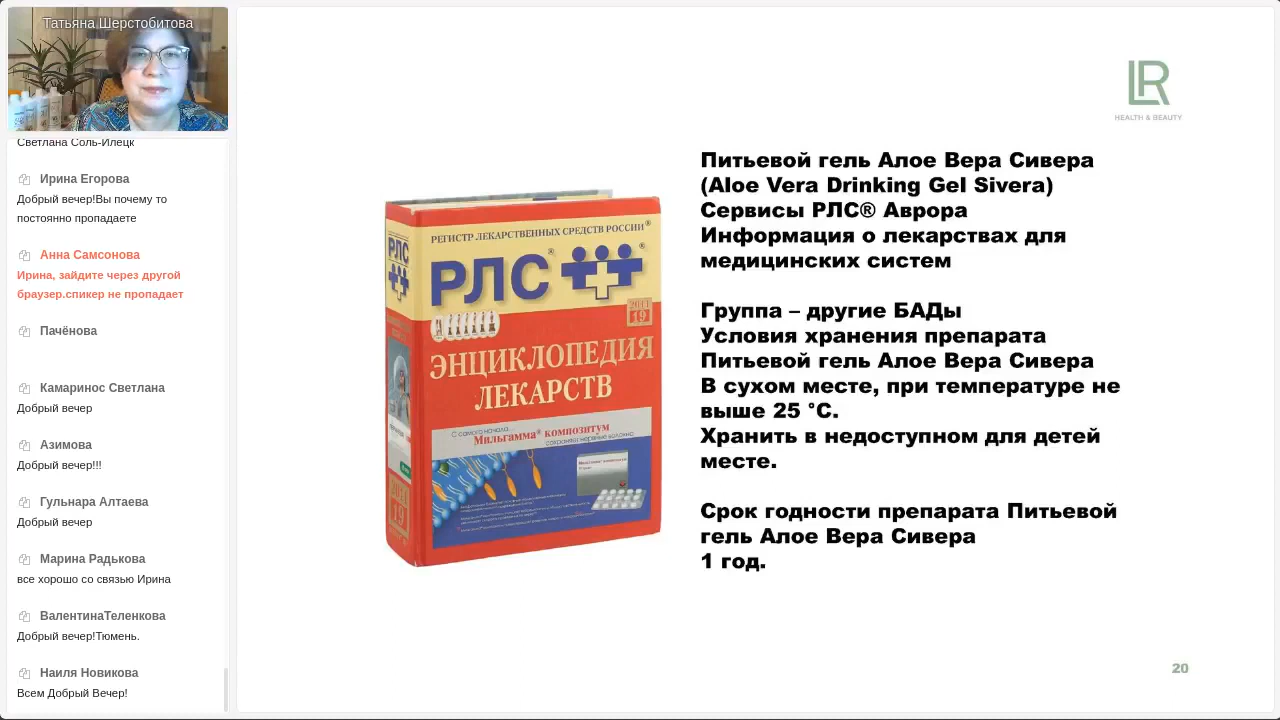 Татьяна Шерстобитова
Светлана Соль-Илецк
Ирина Егорова
Добрый вечер!Вы почему то
постоянно пропадаете
Анна Самсонова
Ирина, зайдите через другой
браузер.спикер не пропадает
Пачёнова
Камаринос Светлана
Добрый вечер
Азимова
Добрый вечер!!!
Гульнара Алтаева
Добрый вечер
Марина Радькова
все хорошо со связью Ирина
ВалентинаТеленкова
Добрый вечер!Тюмень.
Наиля Новикова
Всем Добрый Вечер!
LR
HEALTH & BEAUTY
РЕГИСТР ЛЕКАРСТВЕННЫХ СРЕДСТВ РОССИИ®
РЛС®
РЛС
19
ЭНЦИКЛОПЕДИЯ
ЛЕКАРСТВ
С самого начала...
Мильгамма® композитум
19
Питьевой гель Алое Вера Сивера
(Aloe Vera Drinking Gel Sivera)
Сервисы РЛС® Аврора
Информация о лекарствах для
медицинских систем
Группа – другие БАДы
Условия хранения препарата
Питьевой гель Алое Вера Сивера
В сухом месте, при температуре не
выше 25 °C.
Хранить в недоступном для детей
месте.
Срок годности препарата Питьевой
гель Алое Вера Сивера
1 год.
20